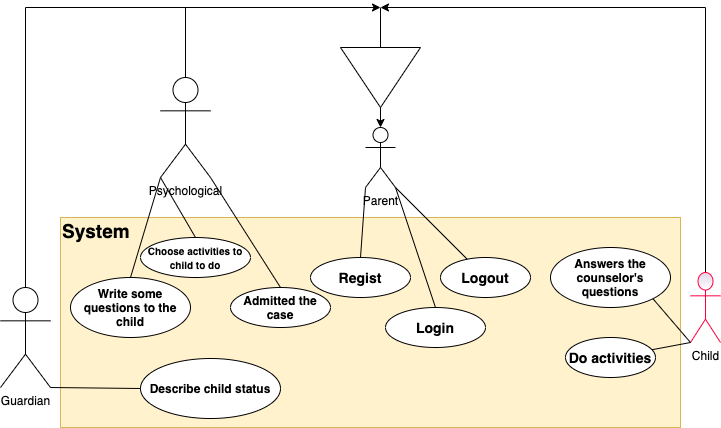 Psychological
Parent
System
Choose activities to
child to do
Write some
questions to the
child
Admitted the
case
Regist
Logout
Login
Answers the
counselor's
questions
Do activities
Child
Describe child status
Guardian